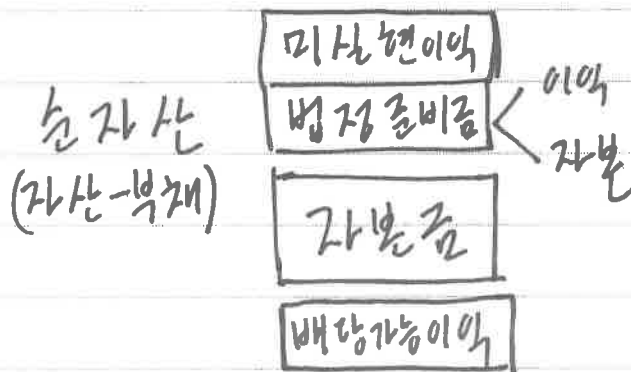 미실현이익
법정준비금
이익
자본
순자산
(자산-부채)
자본금
배당가능이익